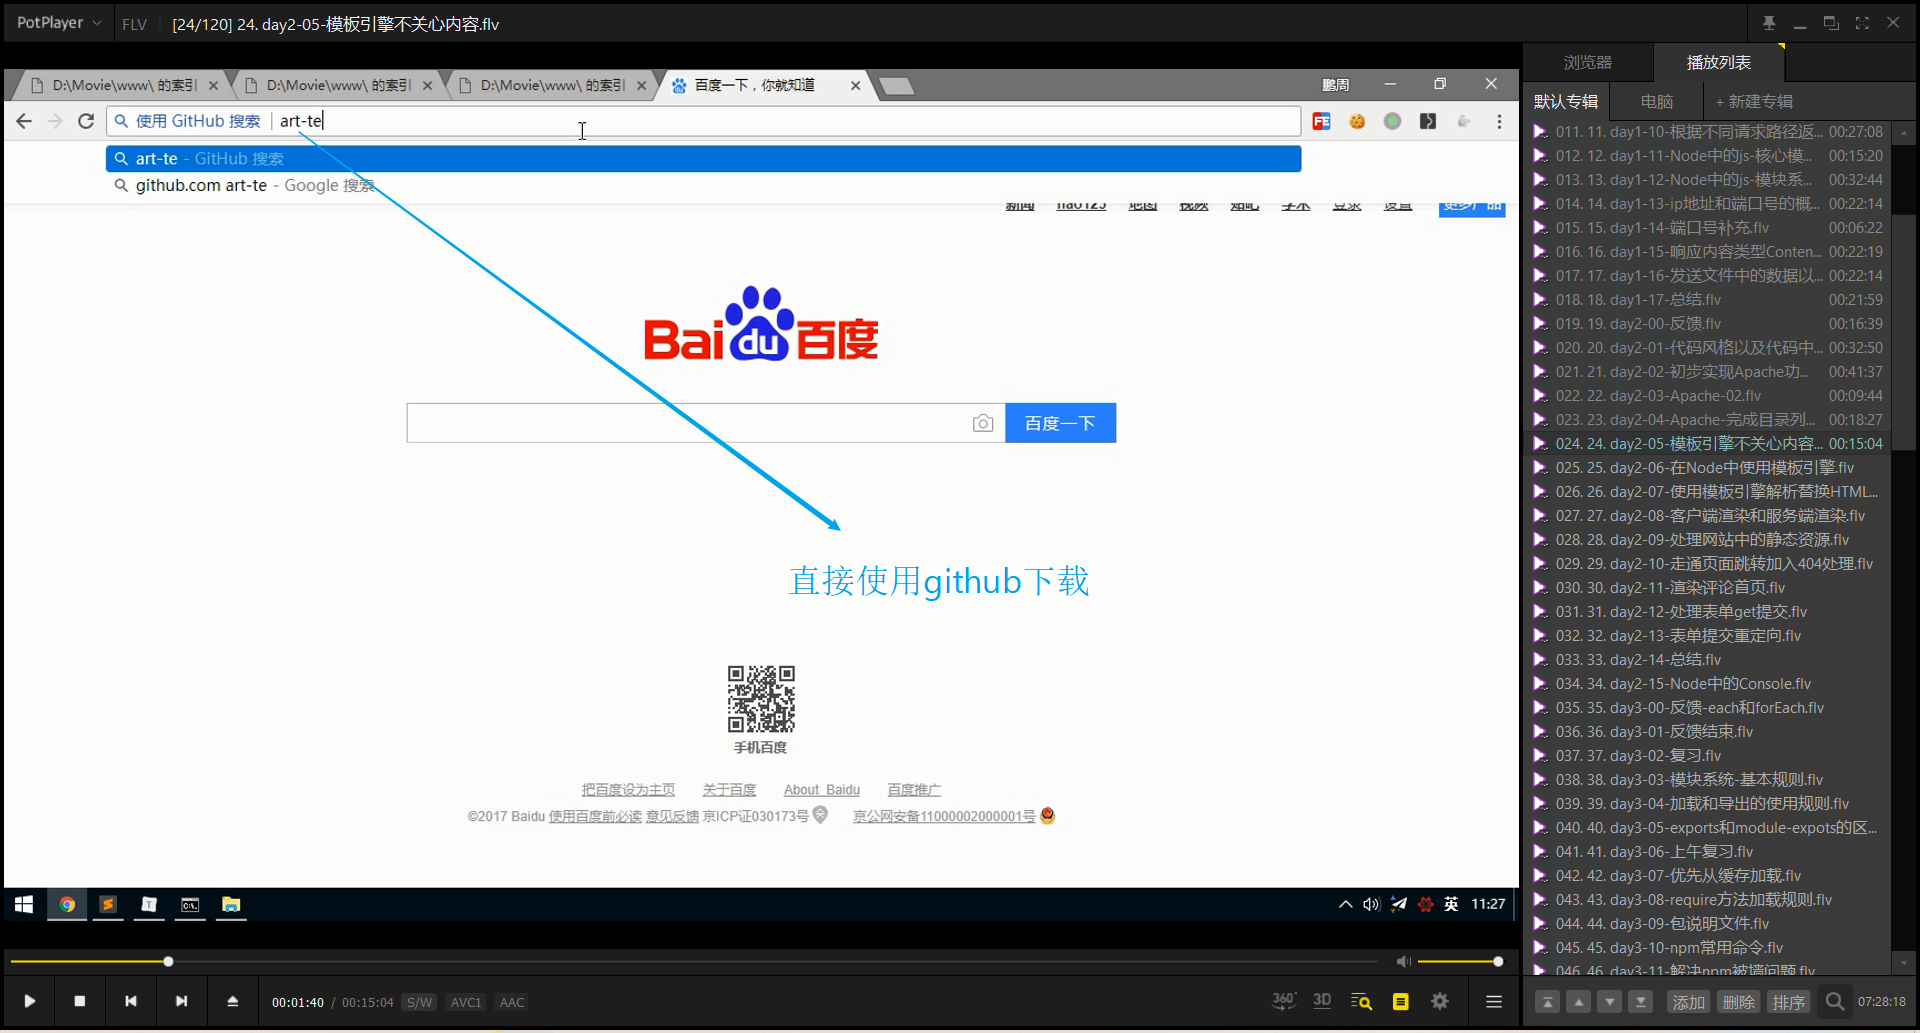 PotPlayer
FLV
[24/120] 24. day2-05-模板引擎不关心内容.flv
D:\Movie\www\ 的索引
D:\Movie\www\ 的索引
D:\Movie\www\ 的索引
百度一下，你就知道
鹏周
使用 GitHub 搜索
art-te
art-te - GitHub 搜索
github.com art-te - Google 搜索
新闻
hao123
地图
视频
贴吧
学术
登录
设置
更多产品
Bai du 百度
百度一下
直接使用github下载
手机百度
把百度设为主页
关于百度
About Baidu
百度推广
©2017 Baidu 使用百度前必读 意见反馈 京ICP证030173号
京公网安备11000002000001号
英
11:27
00:01:40 / 00:15:04
S/W
AVC1
AAC
360°
3D
浏览器
播放列表
默认专辑
电脑
+ 新建专辑
011. 11. day1-10-根据不同请求路径返... 00:27:08
012. 12. day1-11-Node中的js-核心模... 00:15:20
013. 13. day1-12-Node中的js-模块系... 00:32:44
014. 14. day1-13-ip地址和端口号的概... 00:22:14
015. 15. day1-14-端口号补充.flv 00:06:22
016. 16. day1-15-响应内容类型Conten... 00:22:19
017. 17. day1-16-发送文件中的数据以... 00:22:14
018. 18. day1-17-总结.flv 00:21:59
019. 19. day2-00-反馈.flv 00:16:39
020. 20. day2-01-代码风格以及代码中... 00:32:50
021. 21. day2-02-初步实现Apache功... 00:41:37
022. 22. day2-03-Apache-02.flv 00:09:44
023. 23. day2-04-Apache-完成目录列... 00:18:27
024. 24. day2-05-模板引擎不关心内容... 00:15:04
025. 25. day2-06-在Node中使用模板引擎.flv
026. 26. day2-07-使用模板引擎解析替换HTML...
027. 27. day2-08-客户端渲染和服务端渲染.flv
028. 28. day2-09-处理网站中的静态资源.flv
029. 29. day2-10-走通页面跳转加入404处理.flv
030. 30. day2-11-渲染评论首页.flv
031. 31. day2-12-处理表单get提交.flv
032. 32. day2-13-表单提交重定向.flv
033. 33. day2-14-总结.flv
034. 34. day2-15-Node中的Console.flv
035. 35. day3-00-反馈-each和forEach.flv
036. 36. day3-01-反馈结束.flv
037. 37. day3-02-复习.flv
038. 38. day3-03-模块系统-基本规则.flv
039. 39. day3-04-加载和导出的使用规则.flv
040. 40. day3-05-exports和module-expots的区...
041. 41. day3-06-上午复习.flv
042. 42. day3-07-优先从缓存加载.flv
043. 43. day3-08-require方法加载规则.flv
044. 44. day3-09-包说明文件.flv
045. 45. day3-10-npm常用命令.flv
046. 46. day3-11-解决npm被墙问题.flv
添加
删除
排序
07:28:18